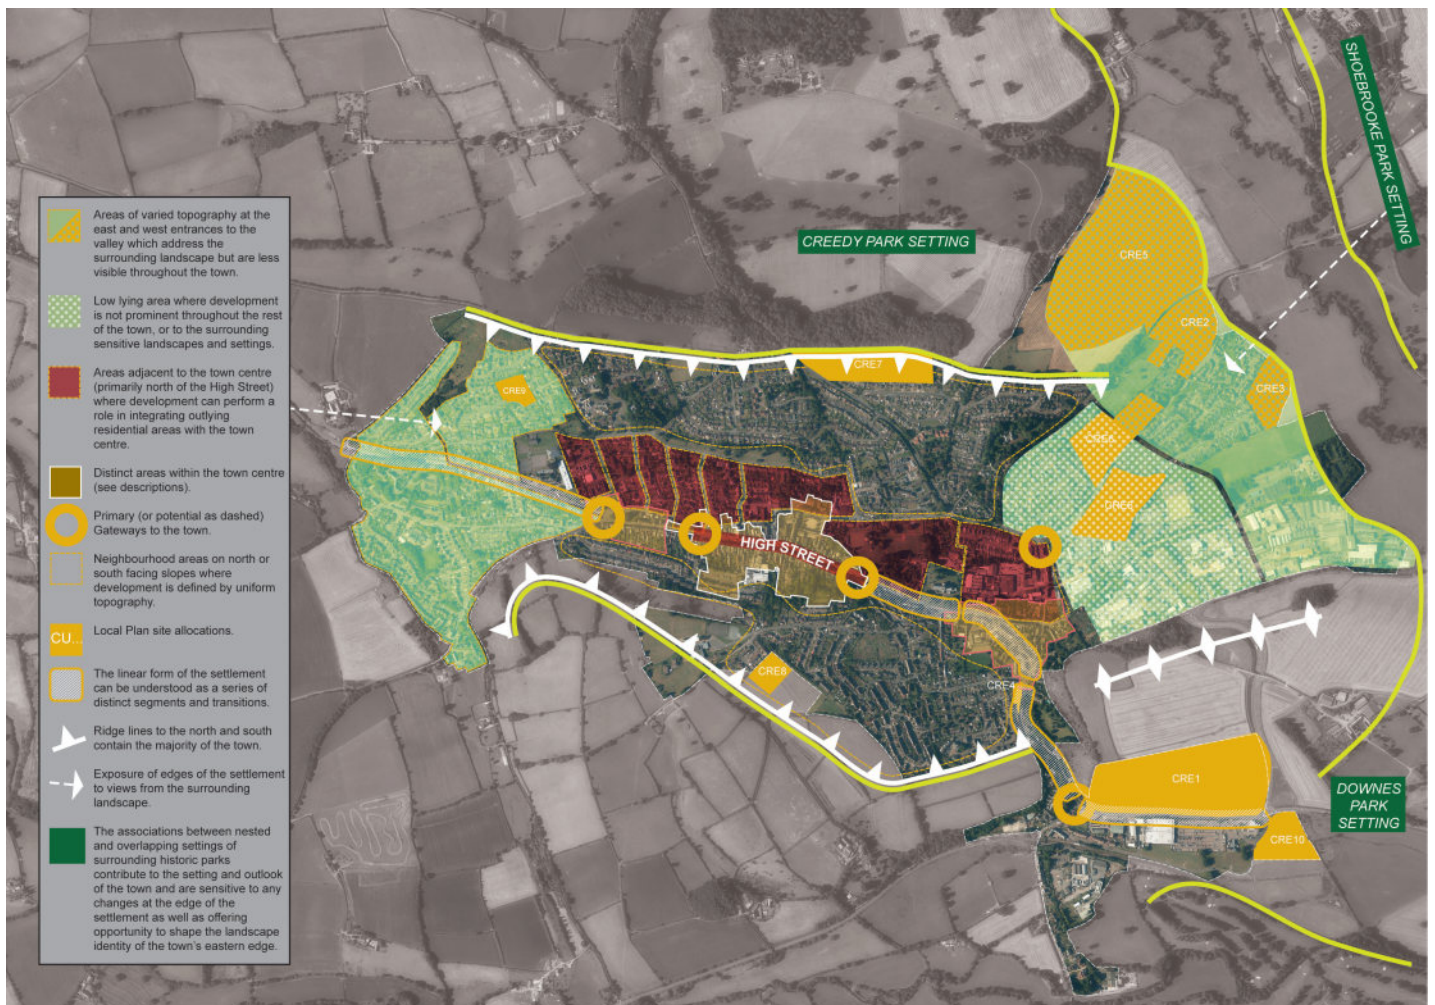 SHOEBROOKE PARK SETTING
Areas of varied topography at the
east and west entrances to the
valley which address the
surrounding landscape but are less
visible throughout the town.
Low lying area where development
is not prominent throughout the rest
of the town, or to the surrounding
sensitive landscapes and settings.
Areas adjacent to the town centre
(primarily north of the High Street)
where development can perform a
role in integrating outlying
residential areas with the town
centre.
Distinct areas within the town centre
(see descriptions).
Primary (or potential as dashed)
Gateways to the town.
Neighbourhood areas on north or
south facing slopes where
development is defined by uniform
topography.
CU...
Local Plan site allocations.
The linear form of the settlement
can be understood as a series of
distinct segments and transitions.
Ridge lines to the north and south
contain the majority of the town.
Exposure of edges of the settlement
to views from the surrounding
landscape.
The associations between nested
and overlapping settings of
surrounding historic parks
contribute to the setting and outlook
of the town and are sensitive to any
changes at the edge of the
settlement as well as offering
opportunity to shape the landscape
identity of the town's eastern edge.
CREEDY PARK SETTING
CRE5
CRE2
CRE7
CRE3
CRE9
CRE6
HIGH STREET
CRE8
CRE4
CRE1
DOWNES
PARK
SETTING
CRE10